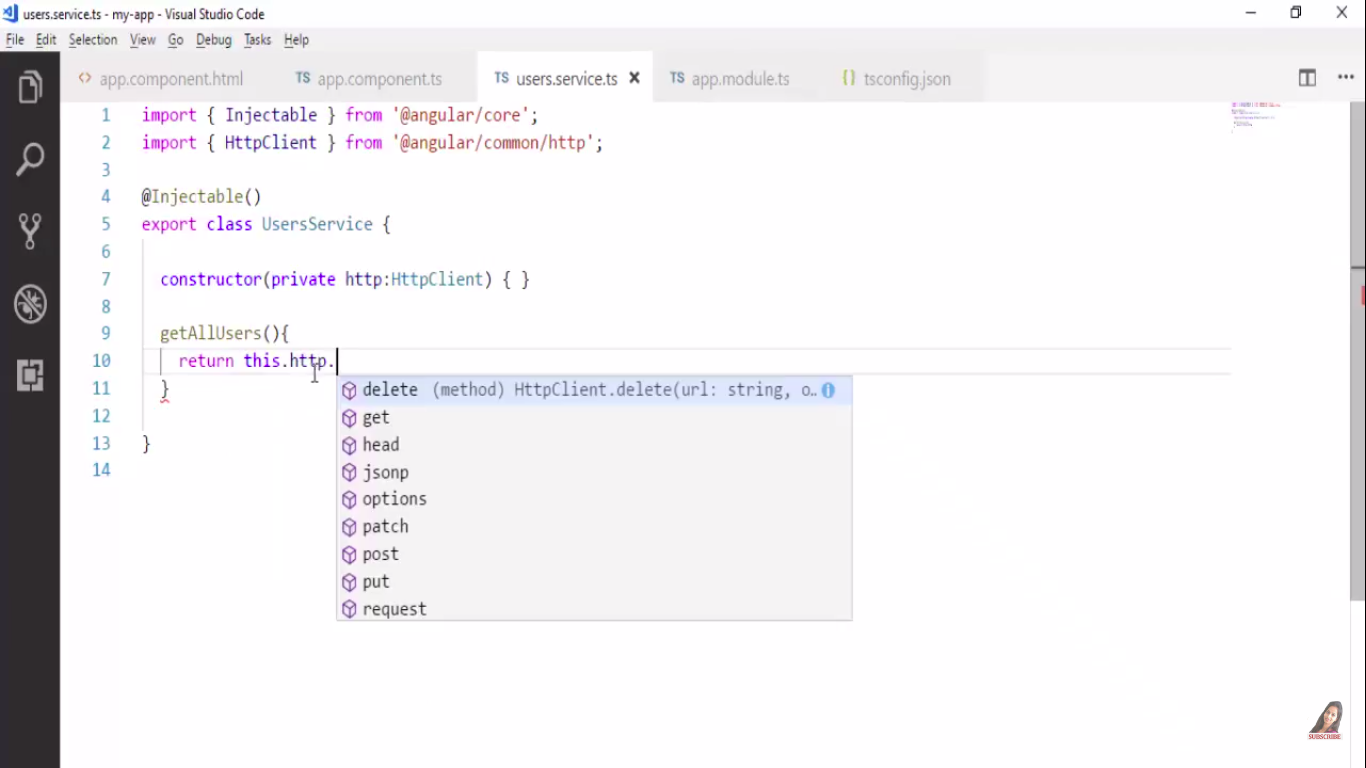 users.service.ts - my-app - Visual Studio Code
File Edit Selection View Go Debug Tasks Help
<> app.component.html TS app.component.ts TS users.service.ts × TS app.module.ts {} tsconfig.json ...
1 import { Injectable } from '@angular/core';
2 import { HttpClient } from '@angular/common/http';
3
4 @Injectable()
5 export class UsersService {
6
7 constructor(private http:HttpClient) { }
8
9 getAllUsers(){
10 return this.http.
11 }
12
13 }
14
delete (method) HttpClient.delete(url: string, o..
get
head
jsonp
options
patch
post
put
request
SUBSCRIBE